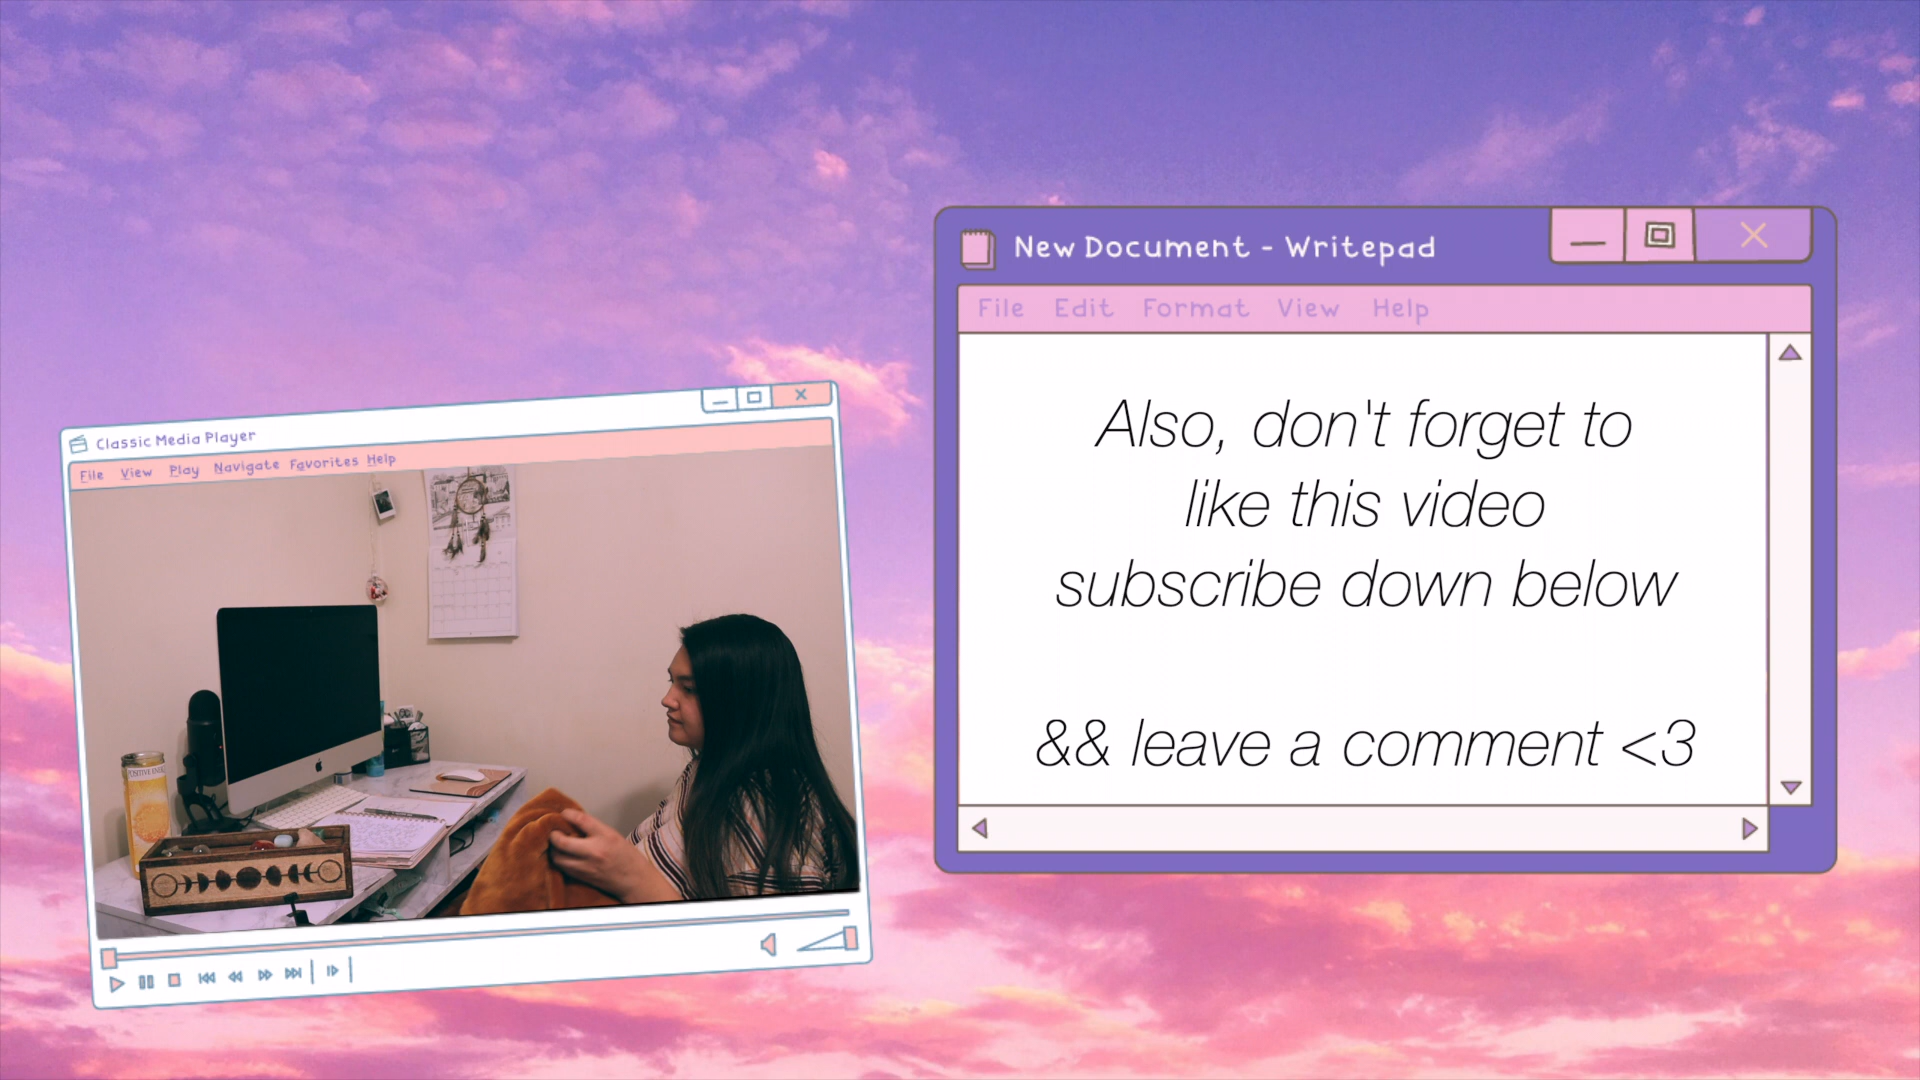 New Document - Writepad
File Edit Format View Help
Also, don't forget to
like this video
subscribe down below
&& leave a comment <3
Classic Media Player
File View Play Navigate Favorites Help